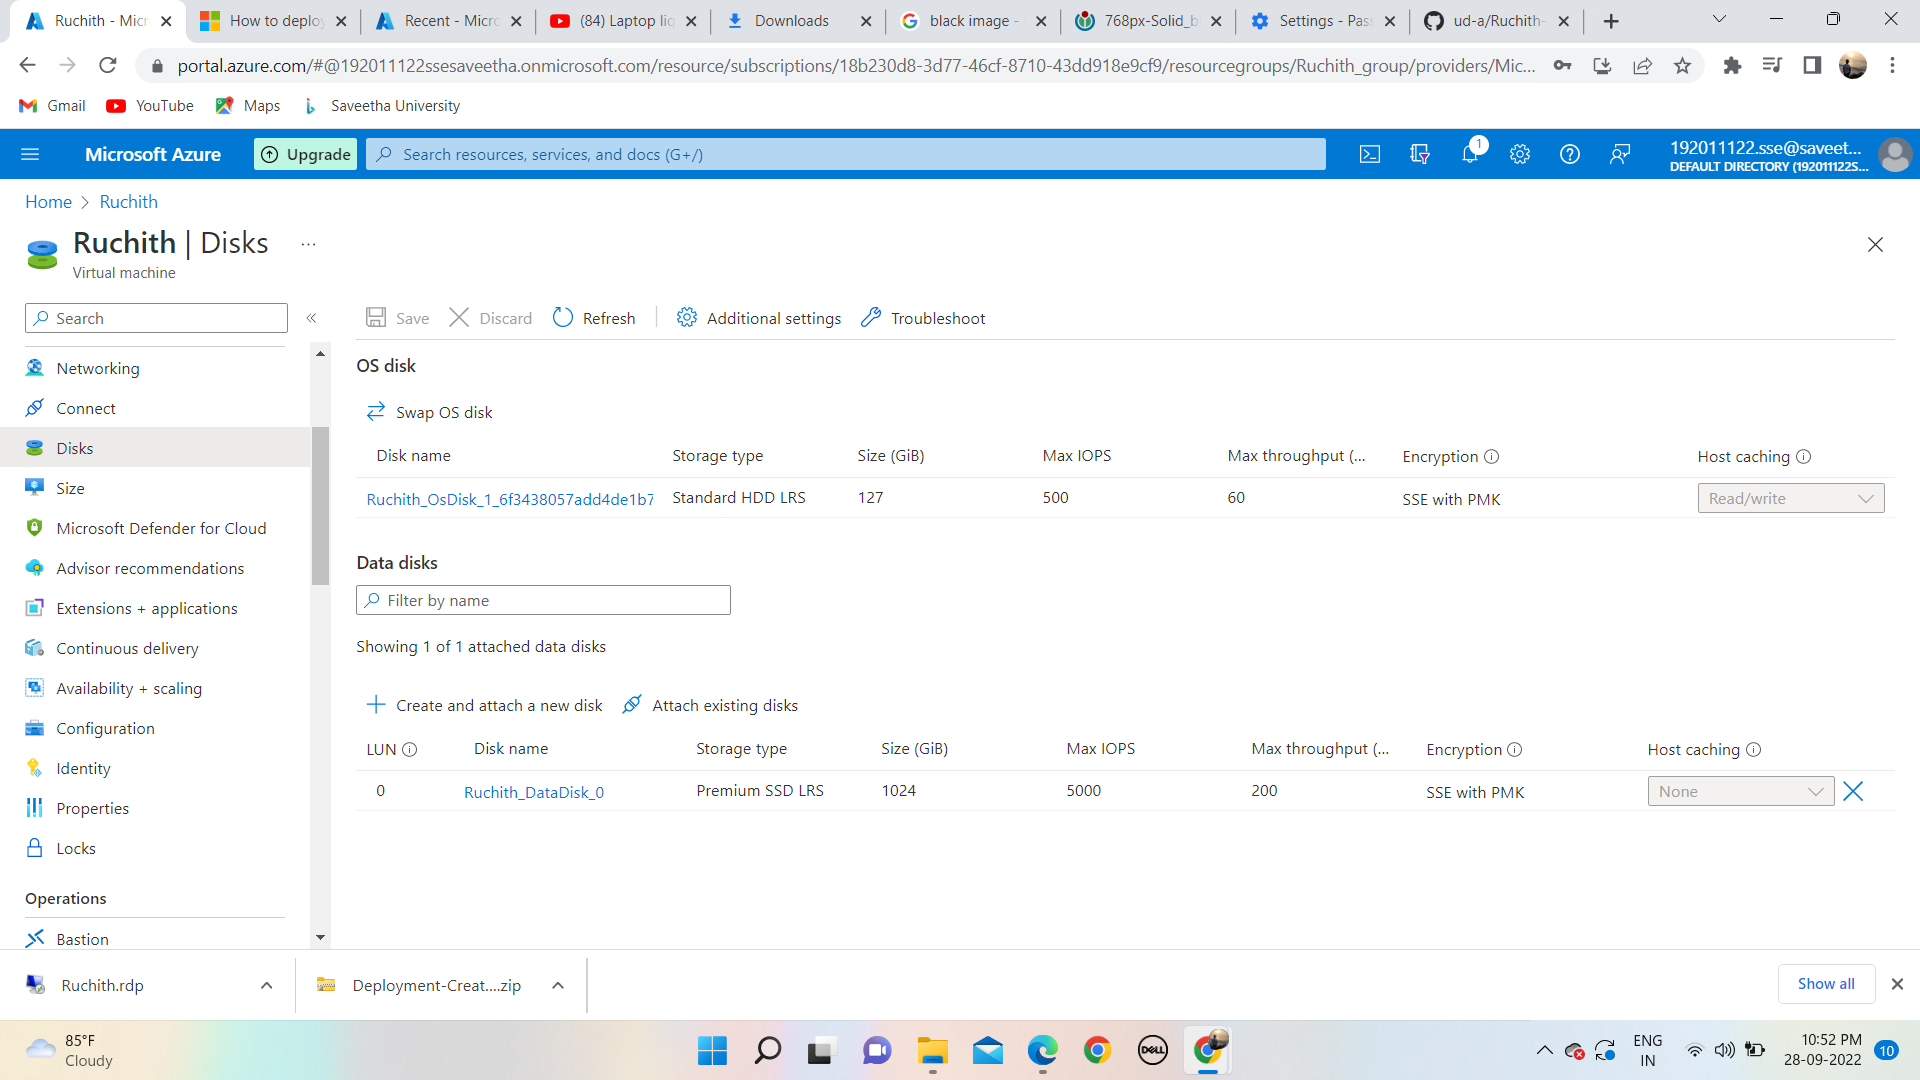 Ruchith - Mic
How to deploy
Recent - Micro
(84) Laptop liq
Downloads
black image -
768px-Solid_b
Settings - Pass
ud-a/Ruchith-
portal.azure.com/#@192011122ssesaveetha.onmicrosoft.com/resource/subscriptions/18b230d8-3d77-46cf-8710-43dd918e9cf9/resourcegroups/Ruchith_group/providers/Mic...
Gmail
YouTube
Maps
Saveetha University
Microsoft Azure
Upgrade
Search resources, services, and docs (G+/)
1
192011122.sse@saveet...
DEFAULT DIRECTORY (192011122S...
Home > Ruchith
Ruchith | Disks ...
Virtual machine
Search
«
Save
Discard
Refresh
Additional settings
Troubleshoot
Networking
Connect
Disks
Size
Microsoft Defender for Cloud
Advisor recommendations
Extensions + applications
Continuous delivery
Availability + scaling
Configuration
Identity
Properties
Locks
Operations
Bastion
OS disk
Swap OS disk
Disk name Storage type Size (GiB) Max IOPS Max throughput (... Encryption Host caching
Ruchith_OsDisk_1_6f3438057add4de1b7 Standard HDD LRS 127 500 60 SSE with PMK Read/write
Data disks
Filter by name
Showing 1 of 1 attached data disks
Create and attach a new disk
Attach existing disks
LUN Disk name Storage type Size (GiB) Max IOPS Max throughput (... Encryption Host caching
0 Ruchith_DataDisk_0 Premium SSD LRS 1024 5000 200 SSE with PMK None
Ruchith.rdp
Deployment-Creat....zip
Show all
85°F
Cloudy
DELL
ENG
IN
10:52 PM
28-09-2022
10